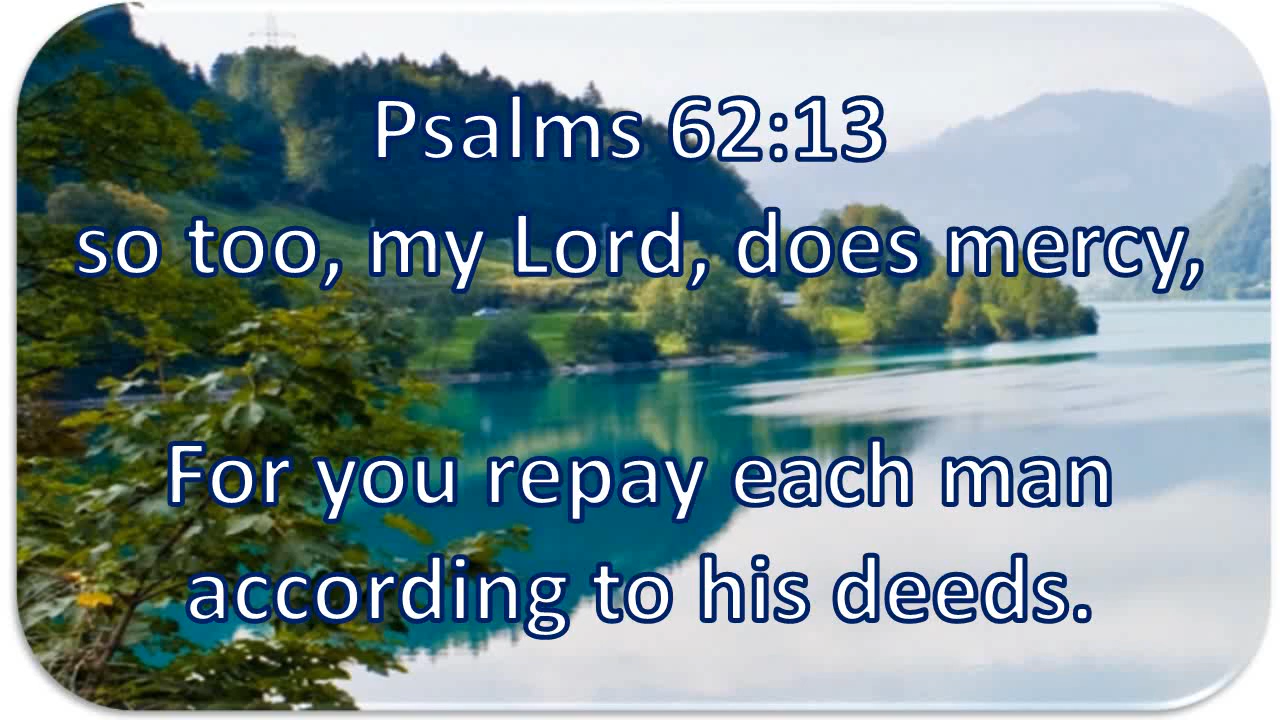 Psalms 62:13
so too, my Lord, does mercy,
For you repay each man
according to his deeds.